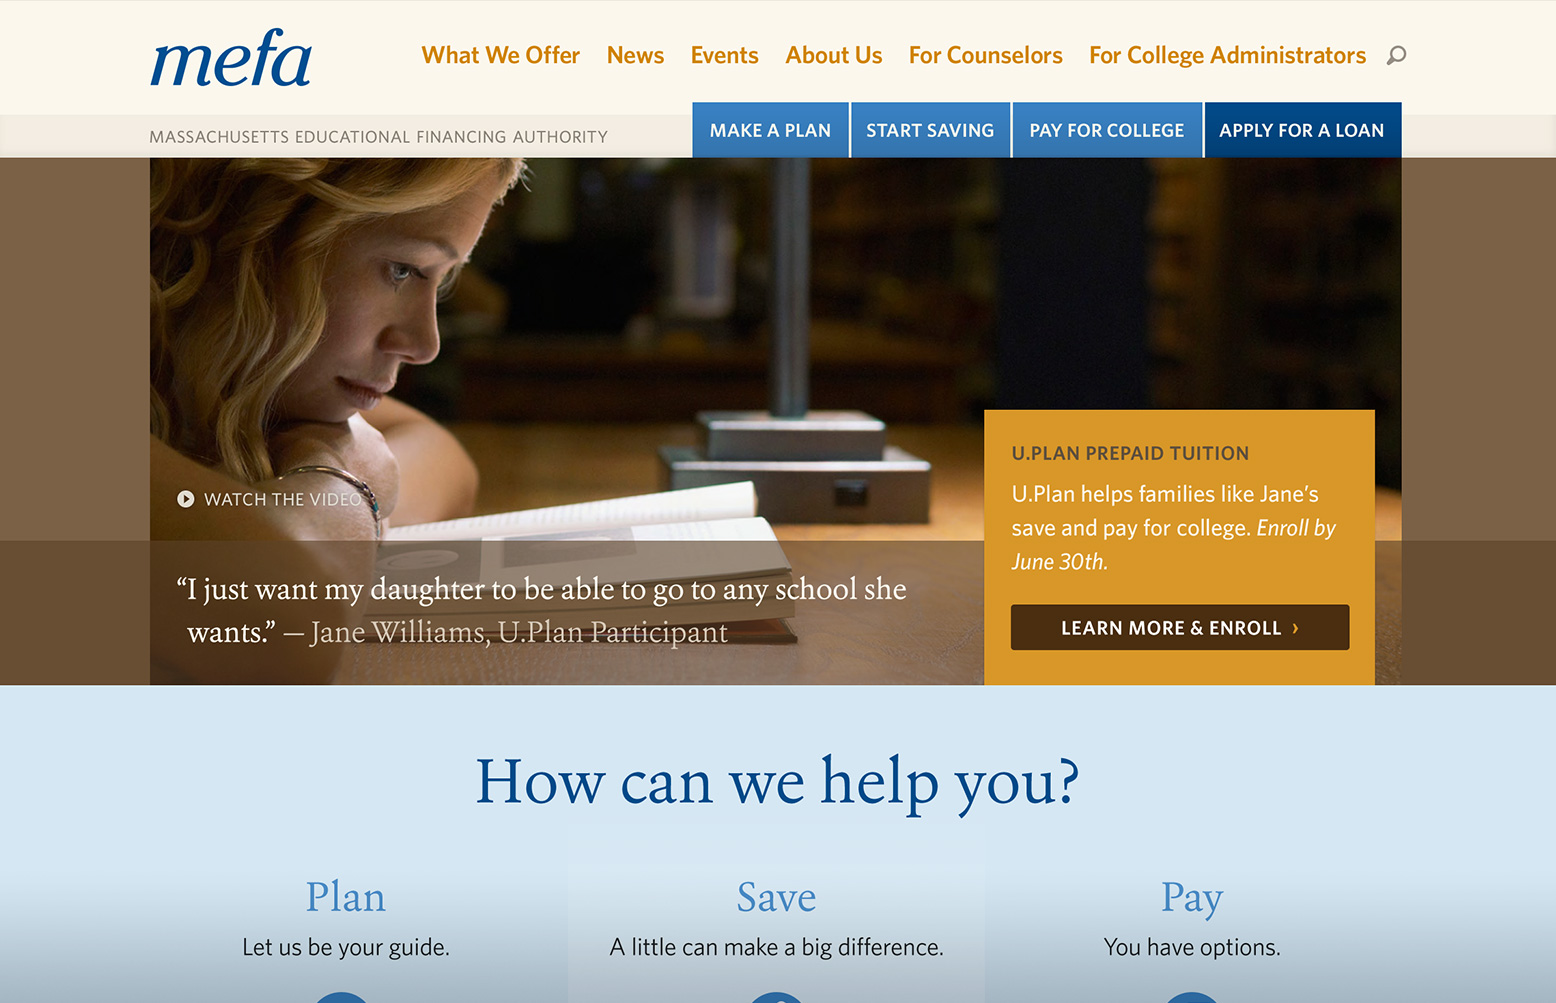 mefa
What We Offer News Events About Us For Counselors For College Administrators
MASSACHUSETTS EDUCATIONAL FINANCING AUTHORITY
MAKE A PLAN START SAVING PAY FOR COLLEGE APPLY FOR A LOAN
WATCH THE VIDEO
“I just want my daughter to be able to go to any school she
wants.” — Jane Williams, U.Plan Participant
U.PLAN PREPAID TUITION
U.Plan helps families like Jane’s
save and pay for college. Enroll by
June 30th.
LEARN MORE & ENROLL ›
How can we help you?
Plan
Let us be your guide.
Save
A little can make a big difference.
Pay
You have options.